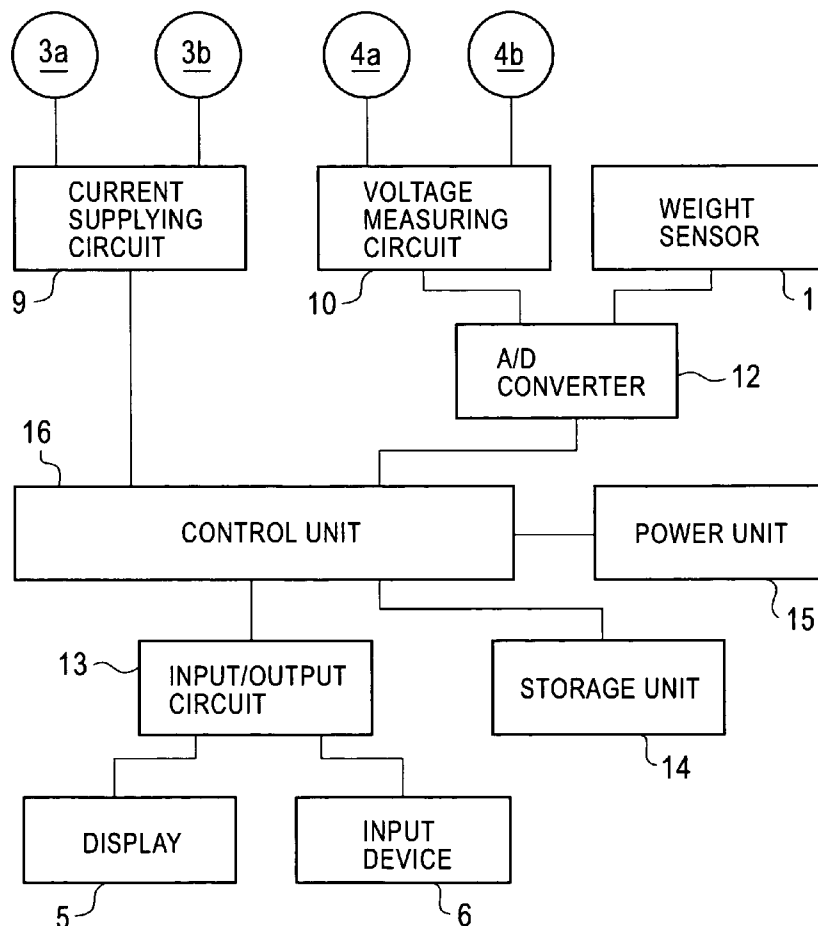 3a
3b
4a
4b
CURRENT
SUPPLYING
CIRCUIT
VOLTAGE
MEASURING
CIRCUIT
WEIGHT
SENSOR
9
10
1
A/D
CONVERTER
12
16
CONTROL UNIT
POWER UNIT
15
13
INPUT/OUTPUT
CIRCUIT
STORAGE UNIT
14
DISPLAY
INPUT
DEVICE
5
6